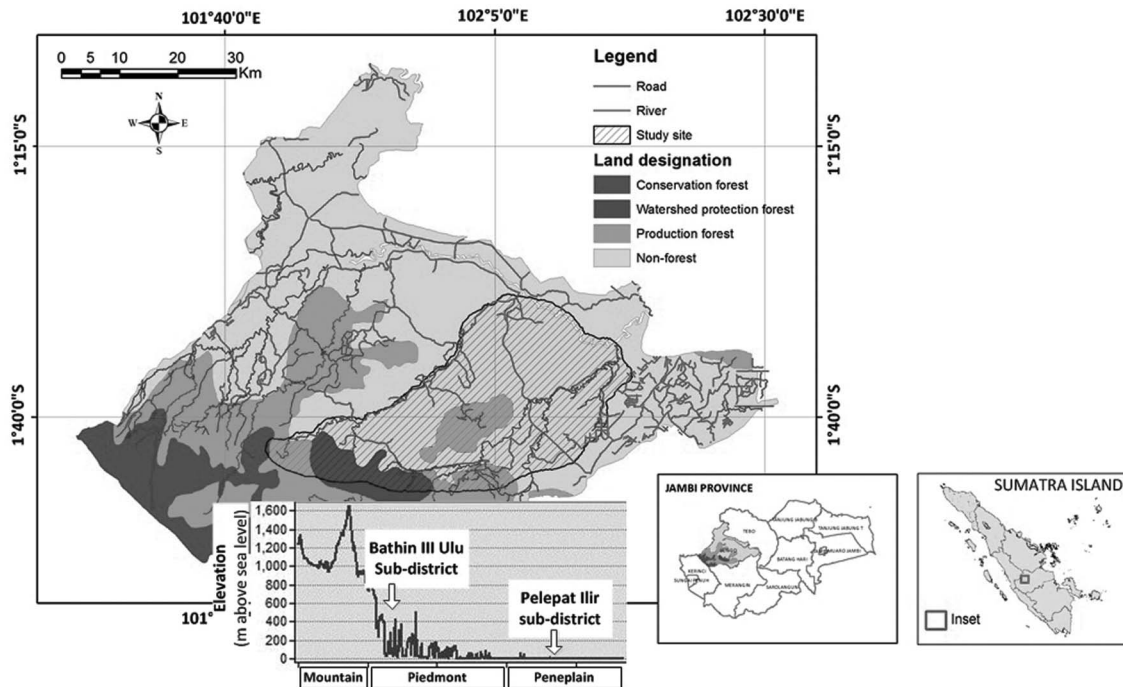 101°40'0"E 102°5'0"E 102°30'0"E
0 5 10 20 30
Km
N
W E
S
Legend
Road
River
Study site
Land designation
Conservation forest
Watershed protection forest
Production forest
Non-forest
1°15'0"S 1°15'0"S
1°40'0"S 1°40'0"S
101°
Elevation
(m above sea level)
1,600
1,400
1,200
1,000
800
600
400
200
0
Bathin III Ulu
Sub-district
Pelepat Ilir
sub-district
Mountain Piedmont Peneplain
JAMBI PROVINCE
TEBO
TANJUNG JABUNG T
BATANG HARI
MUARO JAMBI
KERINCI
MERANGIN
SAROLANGUN
SUMATRA ISLAND
Inset